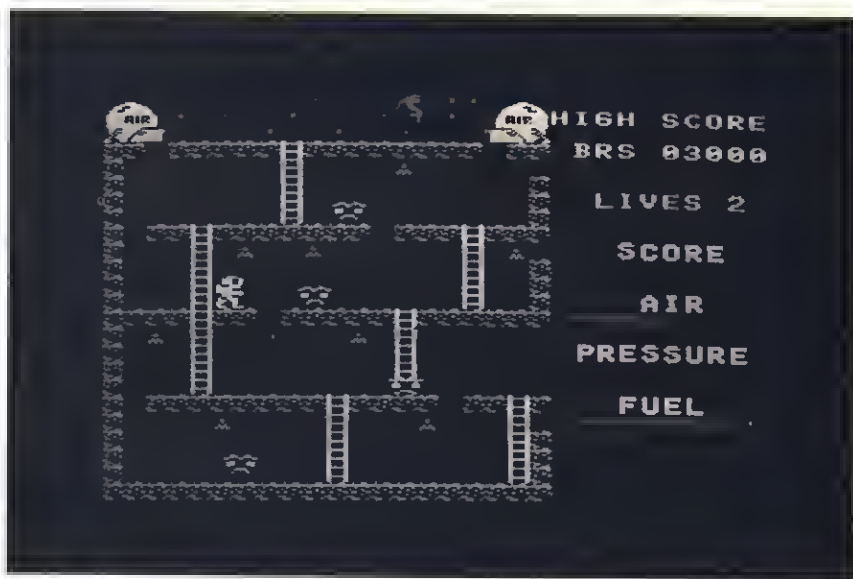 AIR
AIR
HIGH SCORE
BRS 03000
LIVES 2
SCORE
AIR
PRESSURE
FUEL